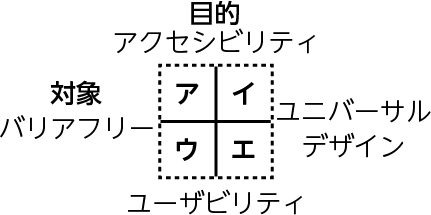 目的
アクセシビリティ
対象
バリアフリー
ア
イ
ウ
エ
ユニバーサル
デザイン
ユーザビリティ